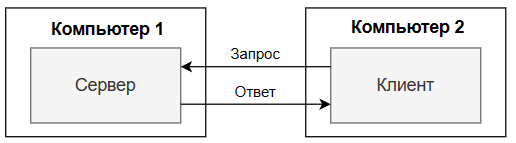 Компьютер 1
Компьютер 2
Запрос
Сервер
Клиент
Ответ